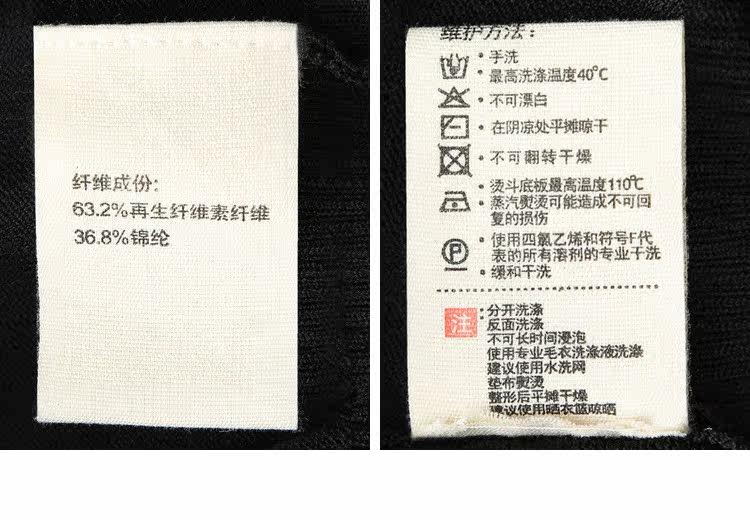 纤维成份:
63.2%再生纤维素纤维
36.8%锦纶
维护方法:
• 手洗
• 最高洗涤温度40℃
• 不可漂白
• 在阴凉处平摊晾干
• 不可翻转干燥
• 熨斗底板最高温度110℃
• 蒸汽熨烫可能造成不可回
复的损伤
P
• 使用四氯乙烯和符号F代
表的所有溶剂的专业干洗
• 缓和干洗
注:
分开洗涤
反面洗涤
不可长时间浸泡
使用专业毛衣洗涤液洗涤
建议使用水洗网
垫布熨烫
整形后平摊干燥
建议使用晒衣篮晾晒